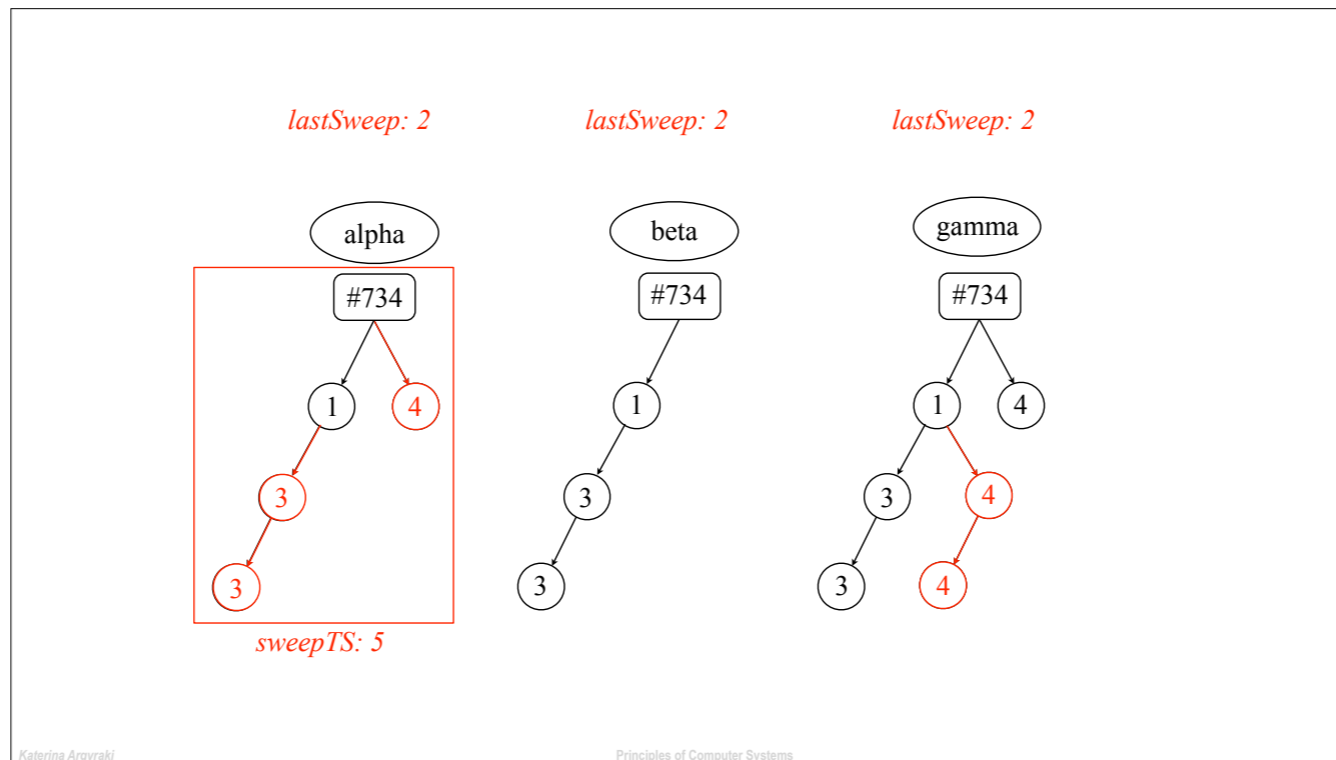 lastSweep: 2 lastSweep: 2 lastSweep: 2
alpha beta gamma
#734 #734 #734
1 4 1 1 4
3 3 3 4
3 3 3 4
sweepTS: 5
Katerina Argyraki Principles of Computer Systems